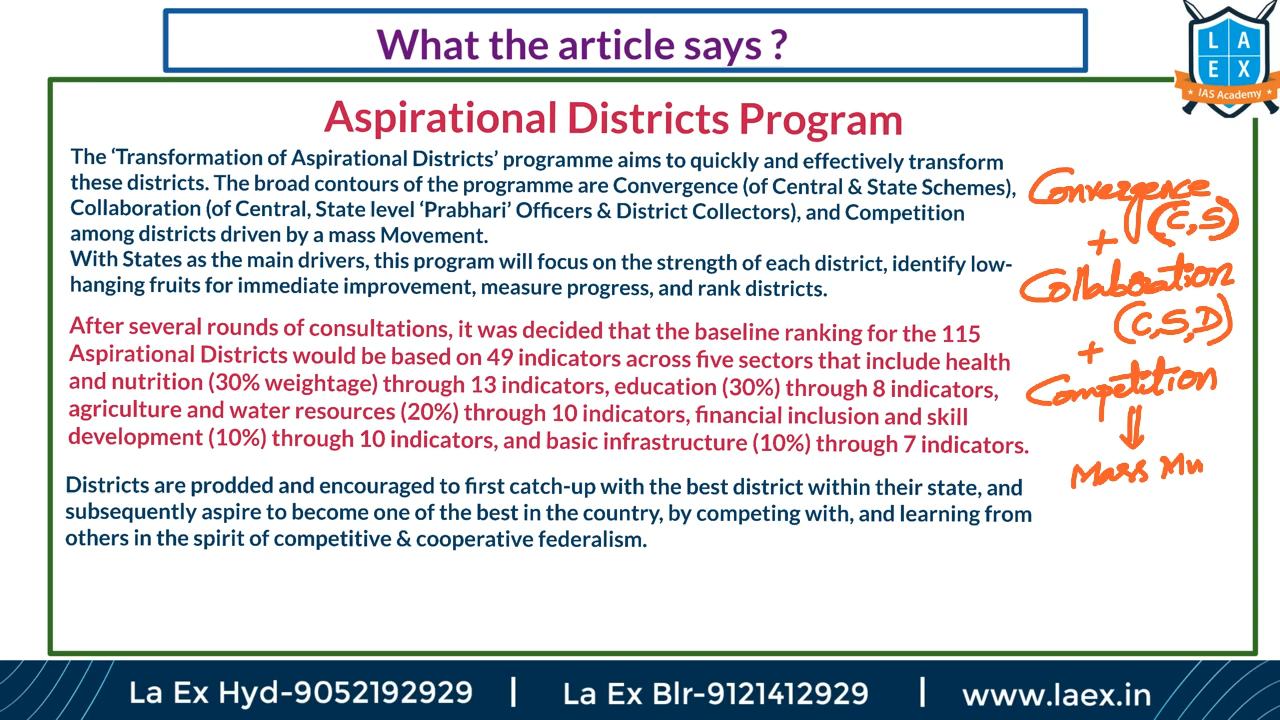 What the article says ?
L A
E X
IAS Academy
Aspirational Districts Program
The ‘Transformation of Aspirational Districts’ programme aims to quickly and effectively transform
these districts. The broad contours of the programme are Convergence (of Central & State Schemes),
Collaboration (of Central, State level ‘Prabhari’ Officers & District Collectors), and Competition
among districts driven by a mass Movement.
With States as the main drivers, this program will focus on the strength of each district, identify low-
hanging fruits for immediate improvement, measure progress, and rank districts.
After several rounds of consultations, it was decided that the baseline ranking for the 115
Aspirational Districts would be based on 49 indicators across five sectors that include health
and nutrition (30% weightage) through 13 indicators, education (30%) through 8 indicators,
agriculture and water resources (20%) through 10 indicators, financial inclusion and skill
development (10%) through 10 indicators, and basic infrastructure (10%) through 7 indicators.
Districts are prodded and encouraged to first catch-up with the best district within their state, and
subsequently aspire to become one of the best in the country, by competing with, and learning from
others in the spirit of competitive & cooperative federalism.
Convergence
(C,S)
+
Collaboration
(C,S,D)
+
Competition
⇓
Mass Mu
La Ex Hyd-9052192929 | La Ex Blr-9121412929 | www.laex.in